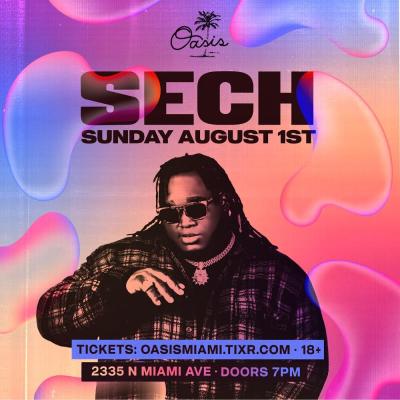 Oasis
SECH
SUNDAY AUGUST 1ST
TICKETS: OASISMIAMI.TIXR.COM · 18+
2335 N MIAMI AVE · DOORS 7PM